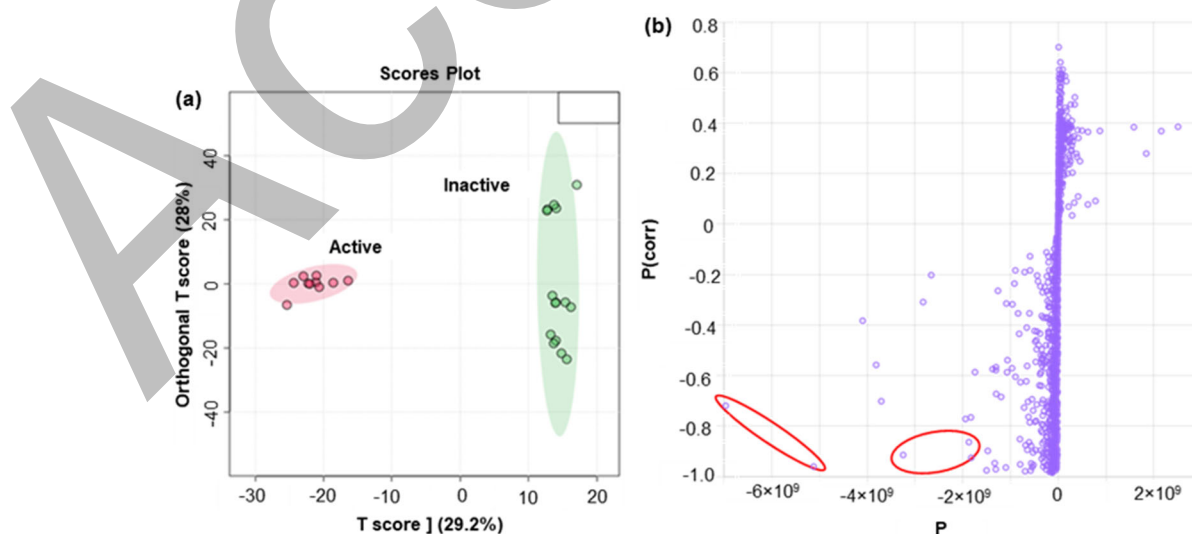 (a)
Scores Plot
Inactive
Active
Orthogonal T score (28%)
40
20
0
-20
-40
-30
-20
-10
0
10
20
T score ] (29.2%)
(b)
0.8
0.6
0.4
0.2
0
-0.2
-0.4
-0.6
-0.8
-1.0
P(corr)
-6×10⁹
-4×10⁹
-2×10⁹
0
2×10⁹
P